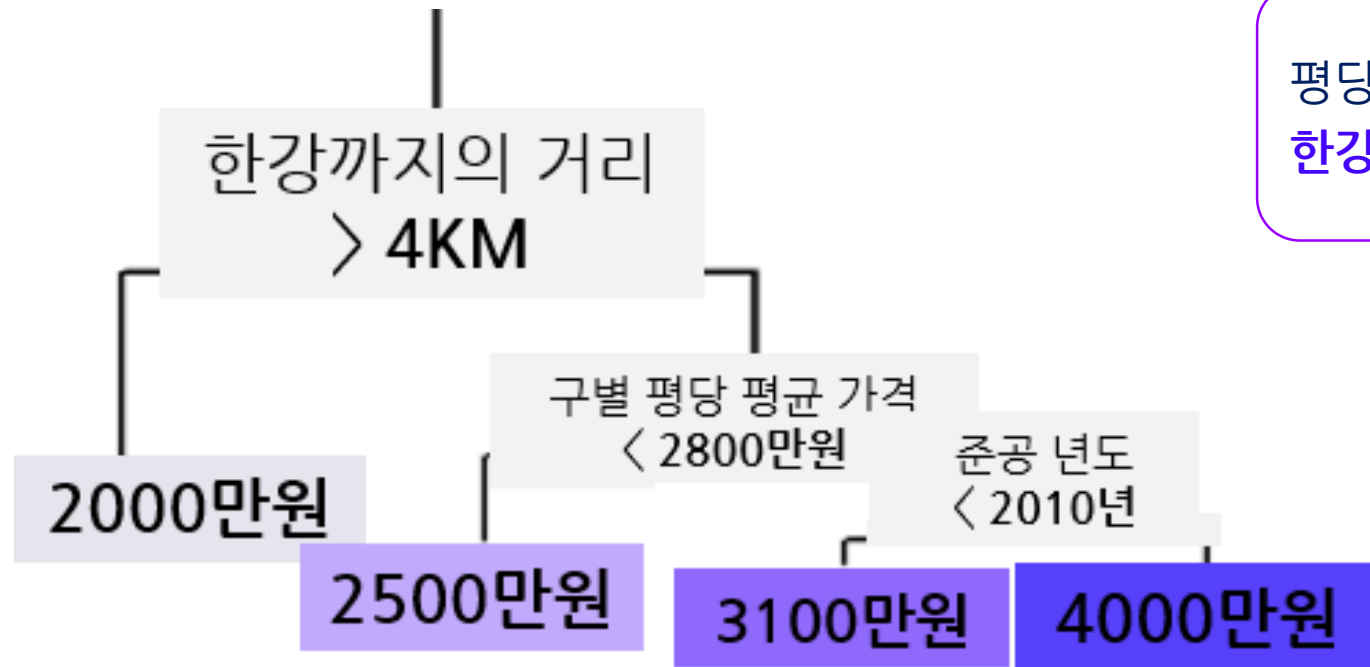 평당
한강
한강까지의 거리
> 4KM
구별 평당 평균 가격
< 2800만원
준공 년도
< 2010년
2000만원
2500만원
3100만원
4000만원